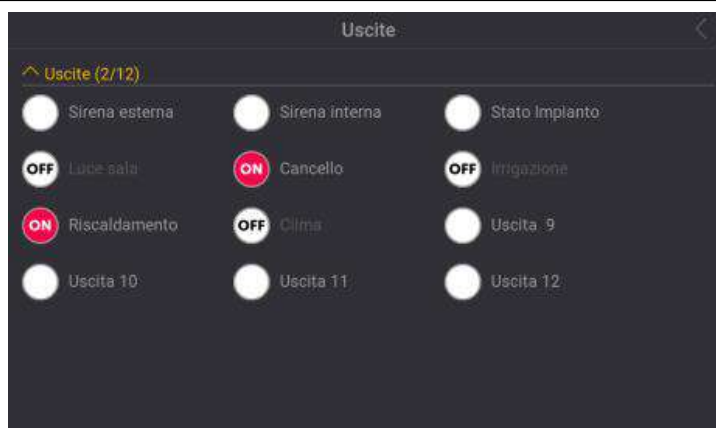 Uscite
Uscite (2/12)
Sirena esterna Sirena interna Stato Impianto
OFF Luce sala ON Cancello OFF Irrigazione
ON Riscaldamento OFF Clima Uscita 9
Uscita 10 Uscita 11 Uscita 12